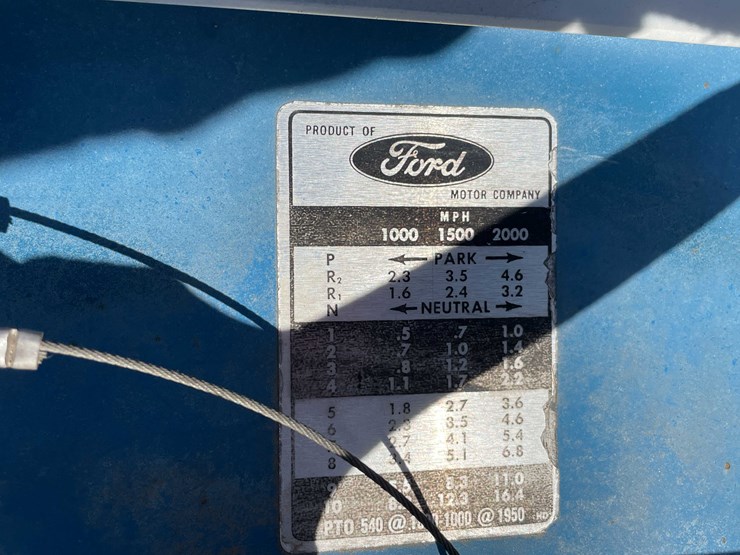 PRODUCT OF
Ford
MOTOR COMPANY
MPH
1000 1500 2000
P PARK
R2 2.3 3.5 4.6
R1 1.6 2.4 3.2
N NEUTRAL
1 .5 .7 1.0
2 .7 1.0 1.4
3 .8 1.2 1.6
4 1.1 1.7 2.2
5 1.8 2.7 3.6
6 2.3 3.5 4.6
2.7 4.1 5.4
8 3.4 5.1 6.8
9 8.3 11.0
10 12.3 16.4
PTO 540 @ 1000 @ 1950 HD